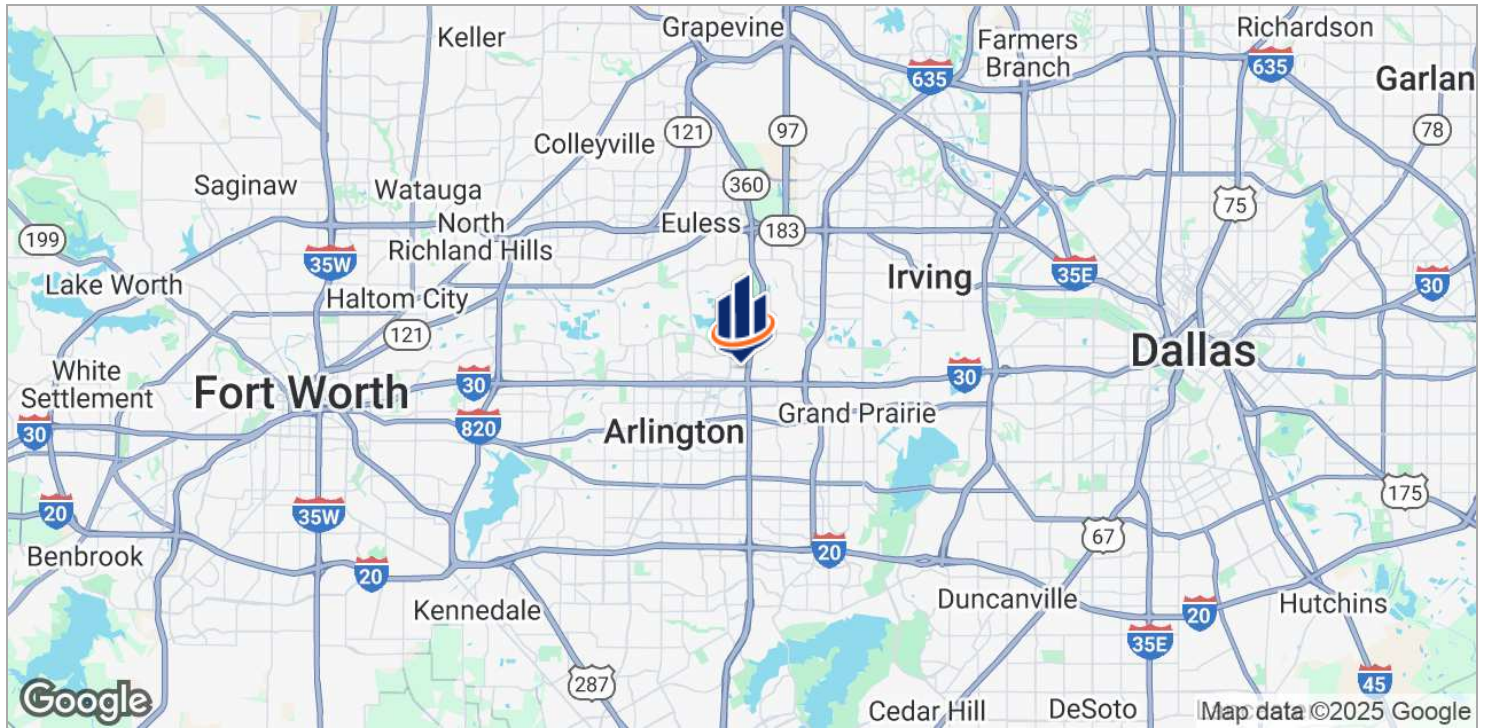 Keller
Grapevine
Farmers
Branch
Richardson
635
635
Garlan
121
97
78
Colleyville
Saginaw
Watauga
360
75
North
Richland Hills
Euless
183
199
35W
Lake Worth
Irving
35E
30
Haltom City
121
Dallas
White
Settlement
Fort Worth
30
30
Arlington
Grand Prairie
30
820
20
35W
175
67
20
Benbrook
20
Kennedale
Duncanville
20
Hutchins
35E
287
45
Google
Cedar Hill
DeSoto
Map data ©2025 Google